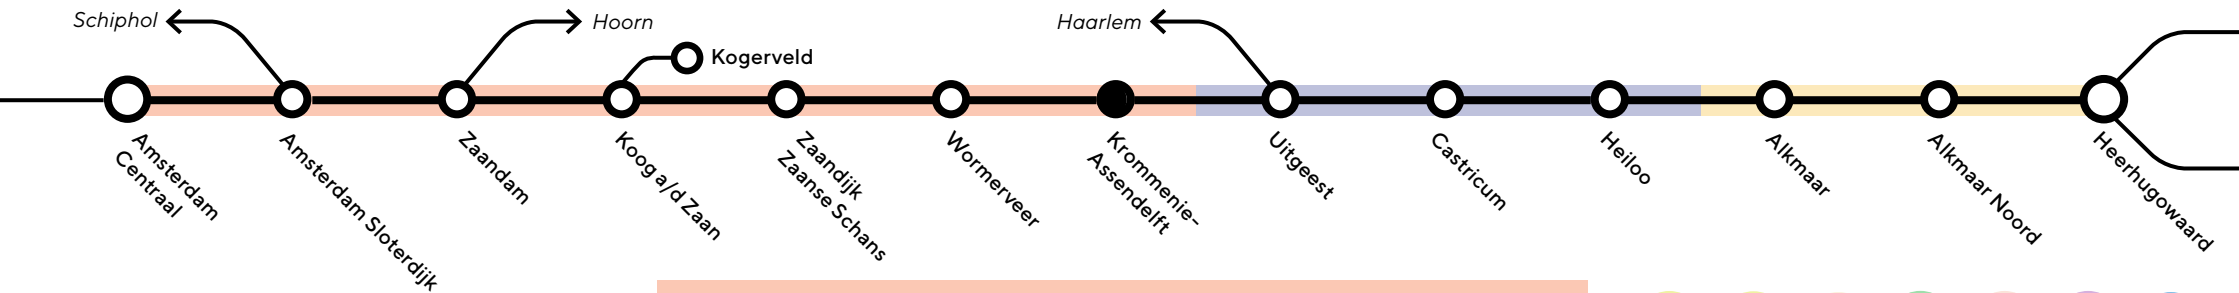 Schiphol
Hoorn
Haarlem
Kogerveld
Amsterdam
Centraal
Amsterdam Sloterdijk
Zaandam
Koog a/d Zaan
Zaandijk
Zaanse Schans
Wormerveer
Krommenie-
Assendelft
Uitgeest
Castricum
Heiloo
Alkmaar
Alkmaar Noord
Heerhugowaard